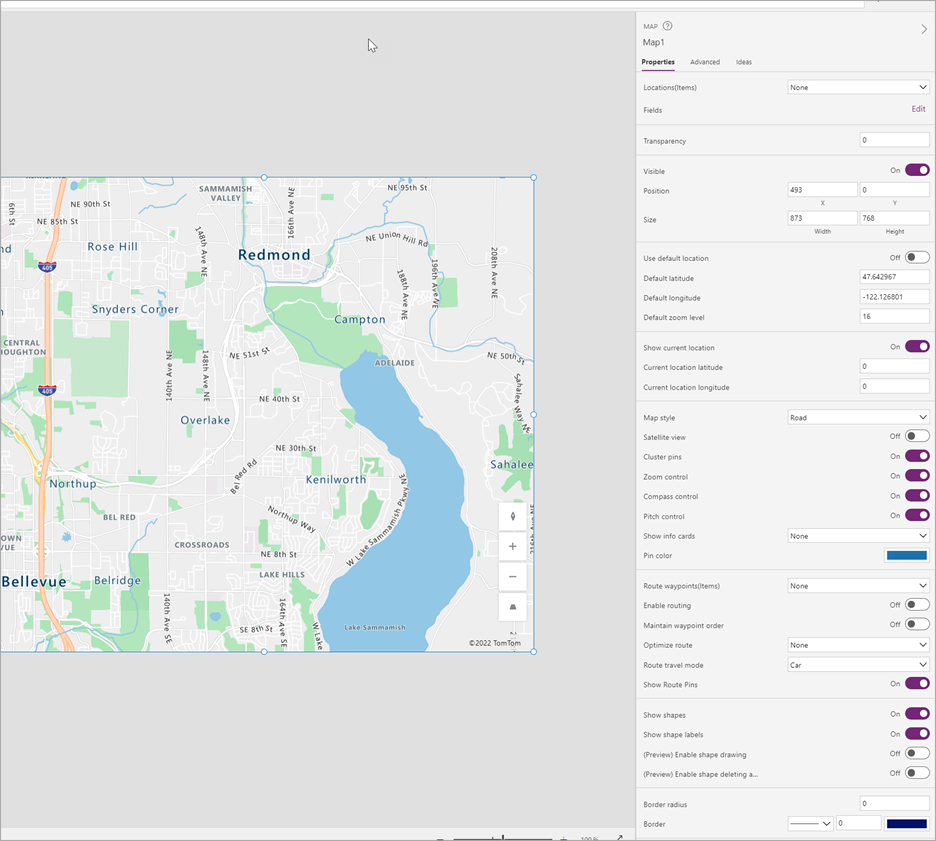 MAP
Map1
Properties Advanced Ideas
Locations(Items) None
Fields Edit
Transparency 0
Visible On
Position 493 0
X Y
Size 873 768
Width Height
Use default location Off
Default latitude 47.642967
Default longitude -122.126801
Default zoom level 16
Show current location On
Current location latitude 0
Current location longitude 0
Map style Road
Satellite view Off
Cluster pins On
Zoom control On
Compass control On
Pitch control On
Show info cards None
Pin color
Route waypoints(Items) None
Enable routing Off
Maintain waypoint order Off
Optimize route None
Route travel mode Car
Show Route Pins On
Show shapes On
Show shape labels On
(Preview) Enable shape drawing Off
(Preview) Enable shape deleting a... Off
Border radius 0
Border 0
SAMMAMISH
VALLEY
NE 95th St
NE 90th St
6th St
NE 85th St
166th Ave NE
148th Ave NE
Rose Hill
NE Union Hill Rd
Redmond
196th Ave NE
208th Ave NE
188th Ave NE
405
Snyders Corner
Campton
CENTRAL
OUGHTON
NE 51st St
NE 50th St
140th Ave NE
148th Ave NE
ADELAIDE
405
Sahalee Way NE
NE 40th St
Overlake
NE 30th St
Sahalee
Bel Red Rd
Kenilworth
Northup
W Lake Sammamish Pkwy NE
BEL RED
Northup Way
OWN
VUE
CROSSROADS
NE 8th St
LAKE HILLS
Bellevue
Belridge
140th Ave SE
164th Ave SE
SE 8th St
W Lake
Lake Sammamish
©2022 TomTom
100 %